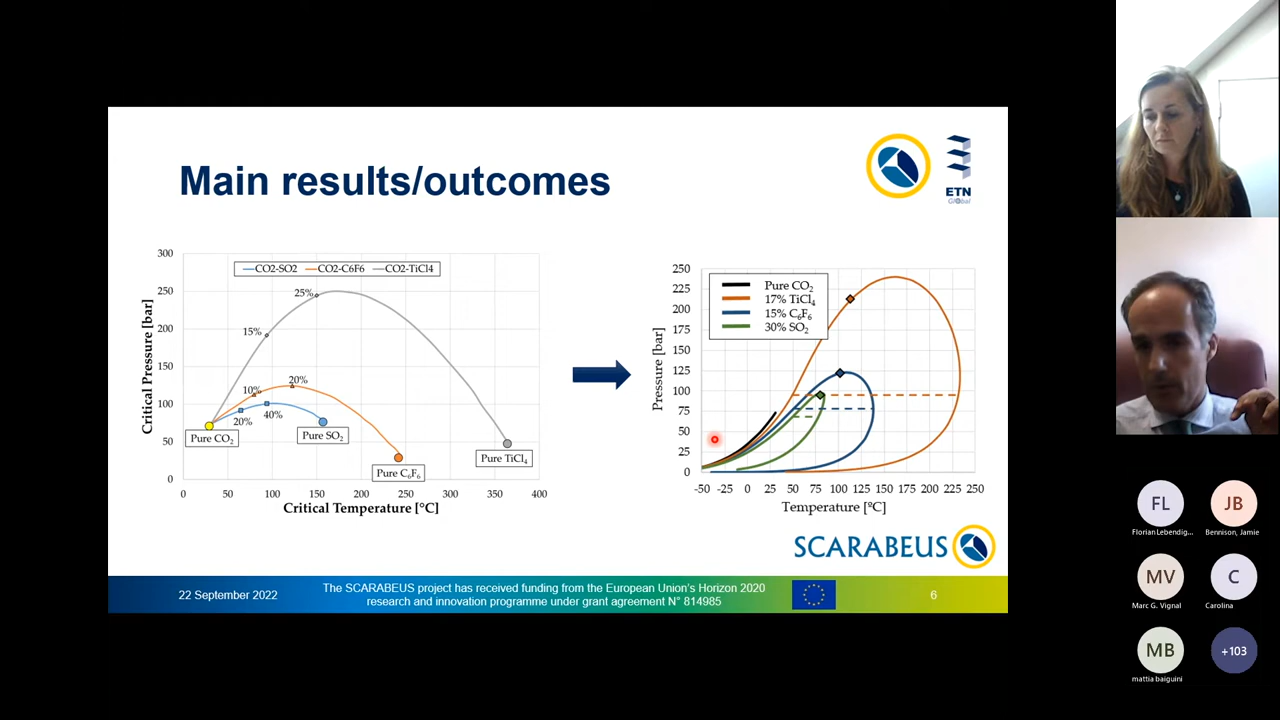 Main results/outcomes
ETN
Global
300
250
200
150
100
50
0
0 50 100 150 200 250 300 350 400
Critical Pressure [bar]
Critical Temperature [°C]
CO2-SO2 CO2-C6F6 CO2-TiCl4
25%
15%
10%
20%
20%
40%
Pure CO₂
Pure SO₂
Pure C₆F₆
Pure TiCl₄
250
225
200
175
150
125
100
75
50
25
0
-50 -25 0 25 50 75 100 125 150 175 200 225 250
Pressure [bar]
Temperature [ºC]
Pure CO₂
17% TiCl₄
15% C₆F₆
30% SO₂
SCARABEUS
22 September 2022
The SCARABEUS project has received funding from the European Union's Horizon 2020
research and innovation programme under grant agreement N° 814985
6
FL
Florian Lebendig...
JB
Bennison, Jamie
MV
Marc G. Vignal
C
Carolina
MB
mattia baiguini
+103